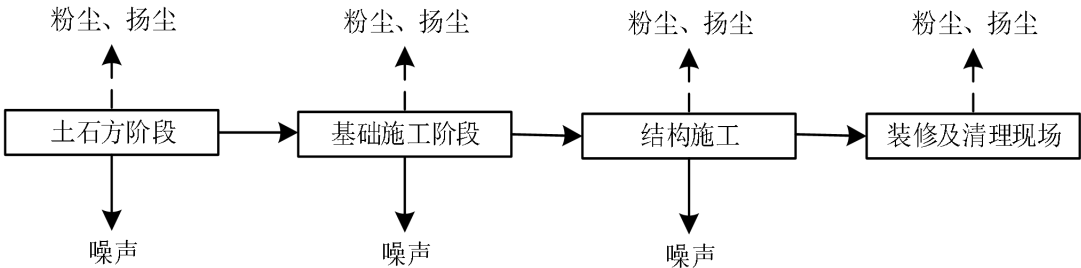 粉尘、扬尘
粉尘、扬尘
粉尘、扬尘
粉尘、扬尘
土石方阶段
基础施工阶段
结构施工
装修及清理现场
噪声
噪声
噪声